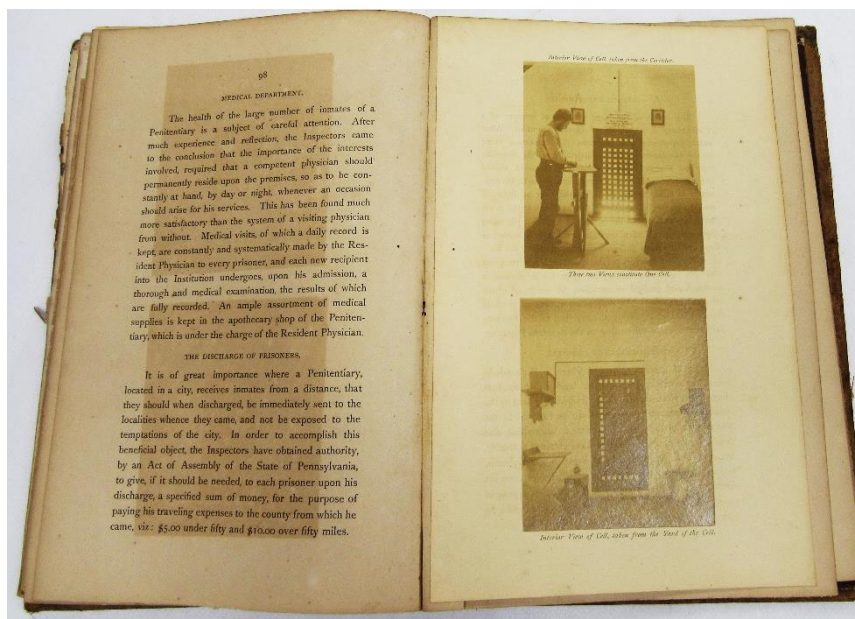 98
MEDICAL DEPARTMENT.
The health of the large number of inmates of a
Penitentiary is a subject of careful attention. After
much experience and reflection, the Inspectors came
to the conclusion that the importance of the interests
involved, required that a competent physician should
permanently reside upon the premises, so as to be con-
stantly at hand, by day or night, whenever an occasion
should arise for his services. This has been found much
more satisfactory than the system of a visiting physician
from without. Medical visits, of which a daily record is
kept, are constantly and systematically made by the Res-
ident Physician to every prisoner, and each new recipient
into the Institution undergoes, upon his admission, a
thorough and medical examination, the results of which
are fully recorded. An ample assortment of medical
supplies is kept in the apothecary shop of the Peniten-
tiary, which is under the charge of the Resident Physician.
THE DISCHARGE OF PRISONERS.
It is of great importance where a Penitentiary,
located in a city, receives inmates from a distance, that
they should when discharged, be immediately sent to the
localities whence they came, and not be exposed to the
temptations of the city. In order to accomplish this
beneficial object, the Inspectors have obtained authority,
by an Act of Assembly of the State of Pennsylvania,
to give, if it should be needed, to each prisoner upon his
discharge, a specified sum of money, for the purpose of
paying his traveling expenses to the county from which he
came, viz: $5.00 under fifty and $10.00 over fifty miles.
Interior View of Cell, taken from the Corridor.
These two Views constitute One Cell.
Interior View of Cell, taken from the Yard of the Cell.